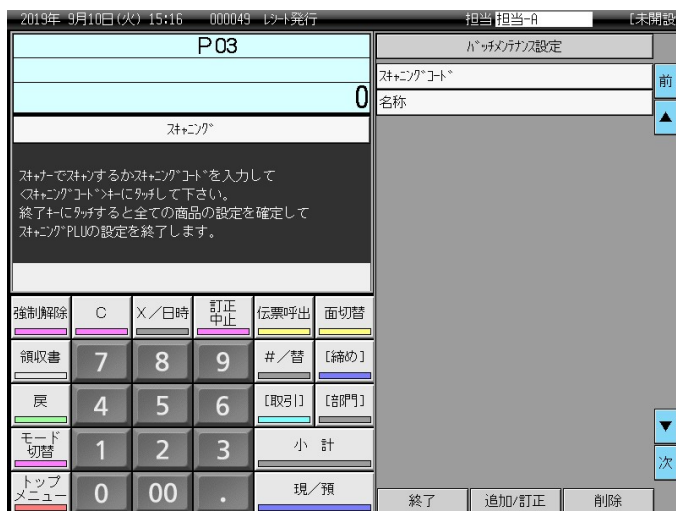 2019年 9月10日(火) 15:16 000049 ﾚｼｰﾄ発行 担当 担当-A [未開設
P03
0
ｽｷｬﾆﾝｸﾞ
ｽｷｬﾅｰでｽｷｬﾝするかｽｷｬﾆﾝｸﾞｺｰﾄﾞを入力して
<ｽｷｬﾆﾝｸﾞｺｰﾄﾞ>ｷｰにﾀｯﾁして下さい。
終了ｷｰにﾀｯﾁすると全ての商品の設定を確定して
ｽｷｬﾆﾝｸﾞPLUの設定を終了します。
ﾊﾞｯﾁﾒﾝﾃﾅﾝｽ設定
ｽｷｬﾆﾝｸﾞｺｰﾄﾞ
名称
前
▲
▼
次
強制解除 C X/日時 訂正中止 伝票呼出 面切替
領収書 7 8 9 #/替 [締め]
戻 4 5 6 [取引] [部門]
モード切替 1 2 3 小 計
トップメニュー 0 00 . 現/預
終了 追加/訂正 削除